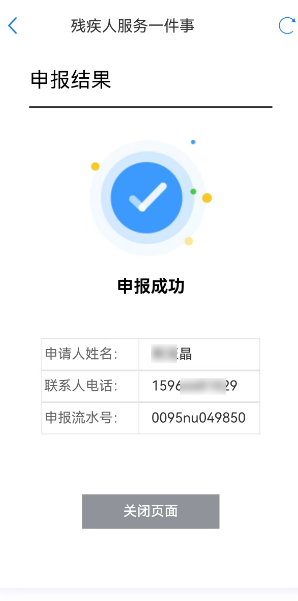 残疾人服务一件事
申报结果
申报成功
申请人姓名： 晶
联系人电话： 159 29
申报流水号： 0095nu049850
关闭页面